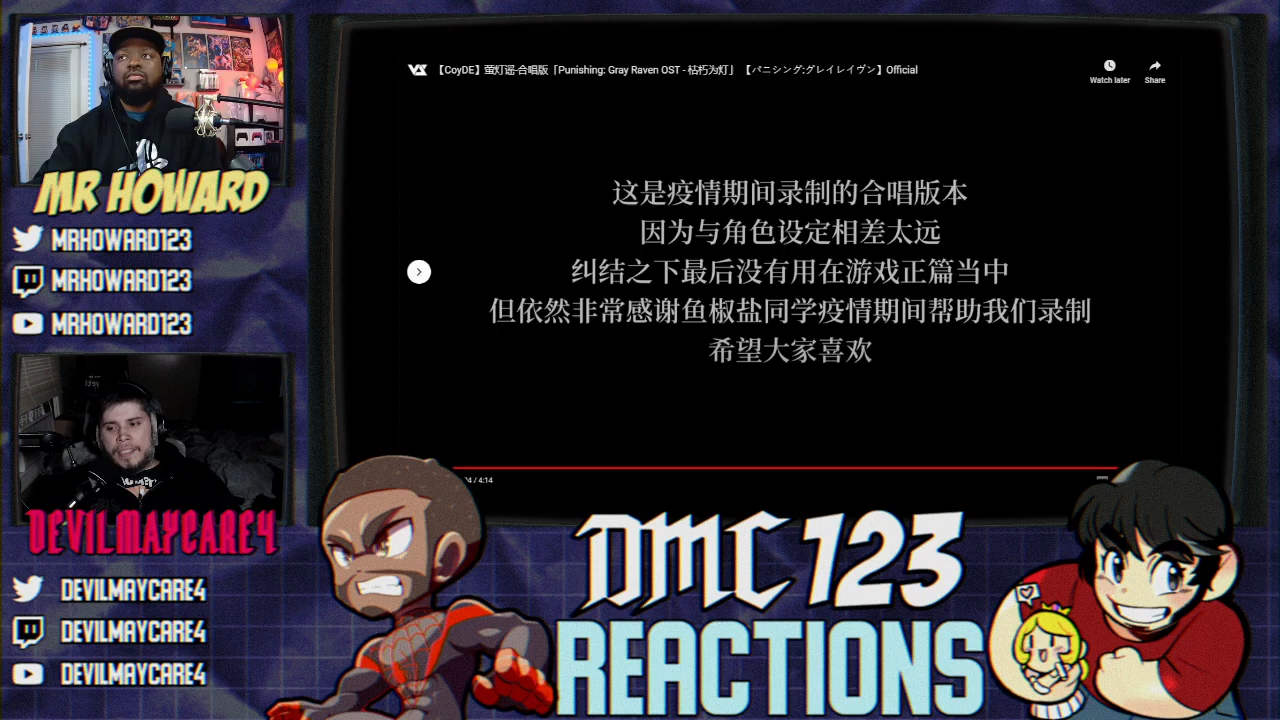 MR HOWARD
MRHOWARD123
MRHOWARD123
MRHOWARD123
DEVILMAYCARE4
DEVILMAYCARE4
DEVILMAYCARE4
DEVILMAYCARE4
【CoyDE】萤灯谣-合唱版「Punishing: Gray Raven OST - 枯朽为灯」 【パニシング:グレイレイヴン】Official
Watch later
Share
这是疫情期间录制的合唱版本
因为与角色设定相差太远
纠结之下最后没有用在游戏正篇当中
但依然非常感谢鱼椒盐同学疫情期间帮助我们录制
希望大家喜欢
/ 4:14
DMC 123
REACTIONS